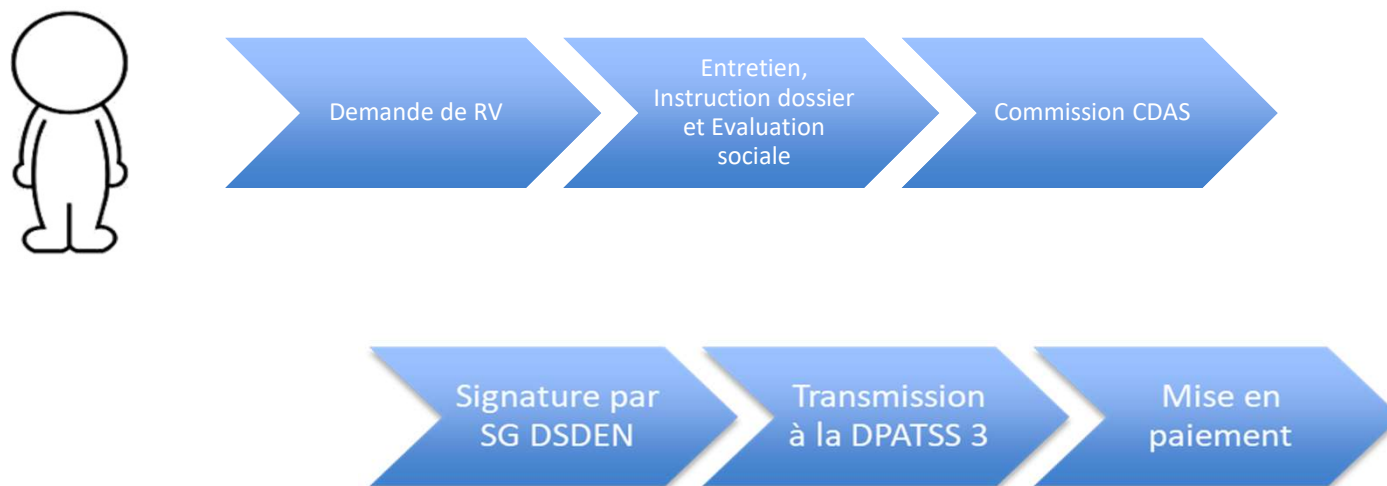 Demande de RV
Entretien,
Instruction dossier
et Evaluation
sociale
Commission CDAS
Signature par
SG DSDEN
Transmission
à la DPATSS 3
Mise en
paiement